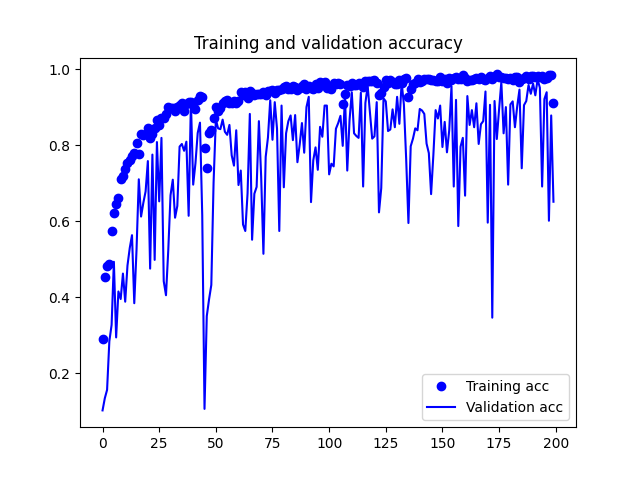 Training and validation accuracy
1.0
0.8
0.6
0.4
0.2
Training acc
Validation acc
0 25 50 75 100 125 150 175 200